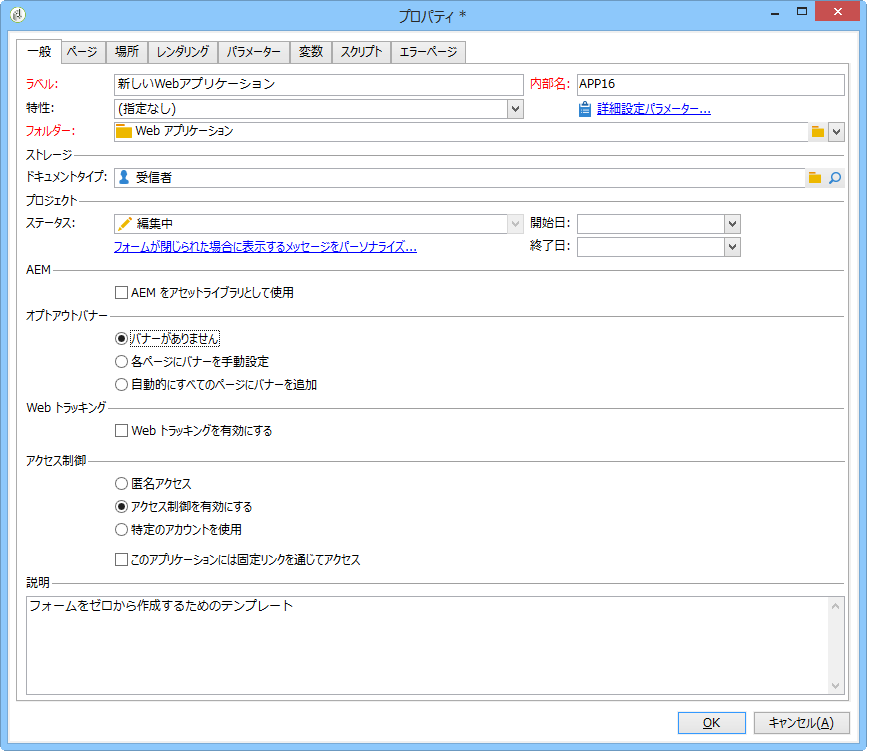 プロパティ *
一般 ページ 場所 レンダリング パラメーター 変数 スクリプト エラーページ
ラベル: 新しいWebアプリケーション 内部名: APP16
特性: (指定なし) 詳細設定パラメーター...
フォルダー: Web アプリケーション
ストレージ
ドキュメントタイプ: 受信者
プロジェクト
ステータス: 編集中 開始日:
フォームが閉じられた場合に表示するメッセージをパーソナライズ... 終了日:
AEM
AEM をアセットライブラリとして使用
オプトアウトバナー
バナーがありません
各ページにバナーを手動設定
自動的にすべてのページにバナーを追加
Web トラッキング
Web トラッキングを有効にする
アクセス制御
匿名アクセス
アクセス制御を有効にする
特定のアカウントを使用
このアプリケーションには固定リンクを通じてアクセス
説明
フォームをゼロから作成するためのテンプレート
OK キャンセル(A)